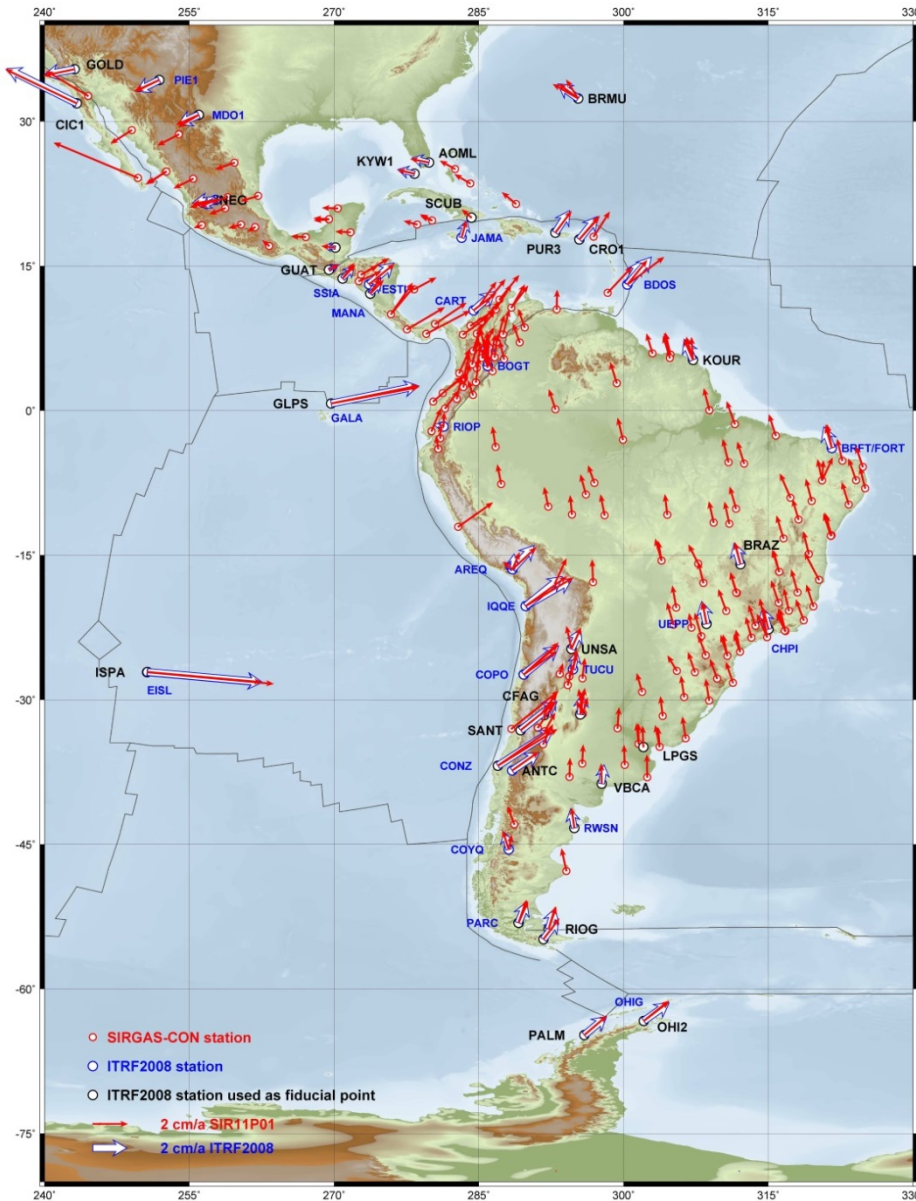 240° 255° 270° 285° 300° 315° 330°
GOLD
PIE1
CIC1
MDO1
BRMU
30°
AOML
KYW1
SCUB
JAMA
PUR3
CRO1
15°
GUAT
SSIA
ESTI
MANA
CART
BDOS
BOGT
KOUR
GLPS
GALA
0°
RIOP
BRFT/FORT
-15°
BRAZ
AREQ
IQQE
UEPP
CHPI
UNSA
ISPA
EISL
COPO
TUCU
CFAG
-30°
SANT
LPGS
CONZ
ANTC
VBCA
RWSN
-45°
COYQ
PARC
RIOG
-60°
OHIG
PALM
OHI2
SIRGAS-CON station
ITRF2008 station
ITRF2008 station used as fiducial point
2 cm/a SIR11P01
-75°
2 cm/a ITRF2008
240° 255° 270° 285° 300° 315° 330°